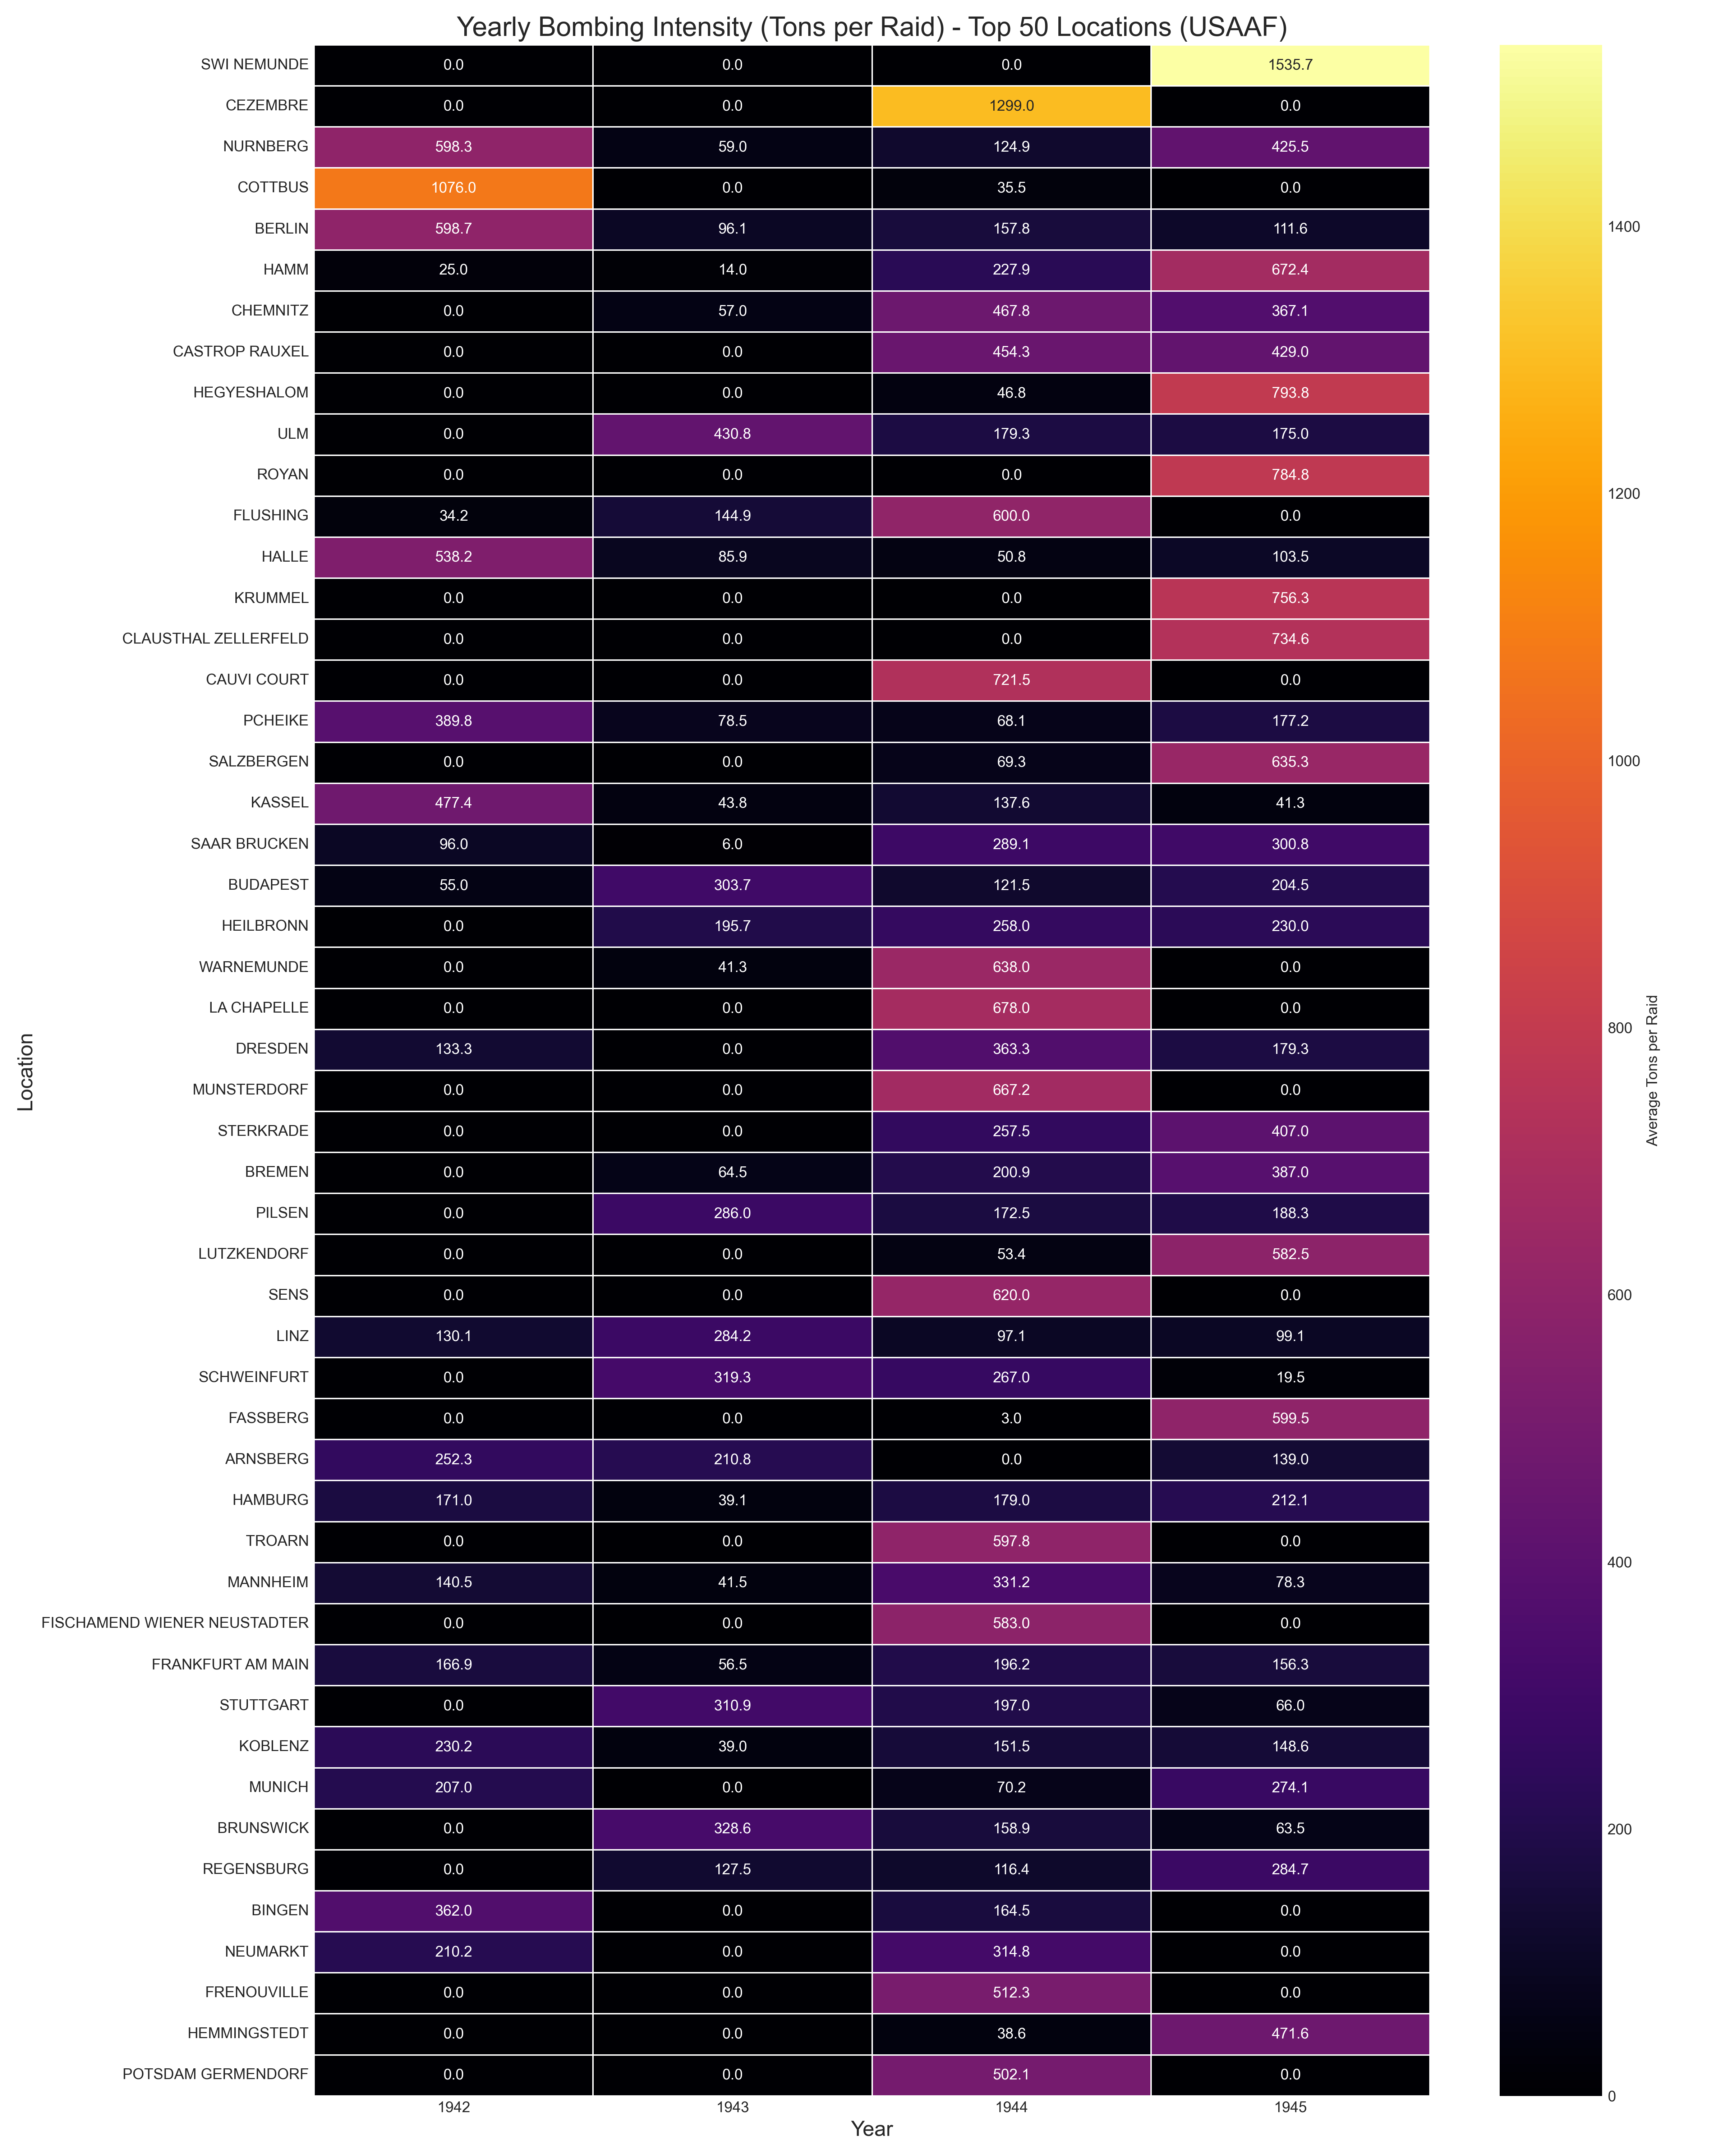 Yearly Bombing Intensity (Tons per Raid) - Top 50 Locations (USAAF)
SWI NEMUNDE 0.0 0.0 0.0 1535.7
CEZEMBRE 0.0 0.0 1299.0 0.0
NURNBERG 598.3 59.0 124.9 425.5
COTTBUS 1076.0 0.0 35.5 0.0
BERLIN 598.7 96.1 157.8 111.6
HAMM 25.0 14.0 227.9 672.4
CHEMNITZ 0.0 57.0 467.8 367.1
CASTROP RAUXEL 0.0 0.0 454.3 429.0
HEGYESHALOM 0.0 0.0 46.8 793.8
ULM 0.0 430.8 179.3 175.0
ROYAN 0.0 0.0 0.0 784.8
FLUSHING 34.2 144.9 600.0 0.0
HALLE 538.2 85.9 50.8 103.5
KRUMMEL 0.0 0.0 0.0 756.3
CLAUSTHAL ZELLERFELD 0.0 0.0 0.0 734.6
CAUVI COURT 0.0 0.0 721.5 0.0
PCHEIKE 389.8 78.5 68.1 177.2
SALZBERGEN 0.0 0.0 69.3 635.3
KASSEL 477.4 43.8 137.6 41.3
SAAR BRUCKEN 96.0 6.0 289.1 300.8
BUDAPEST 55.0 303.7 121.5 204.5
HEILBRONN 0.0 195.7 258.0 230.0
WARNEMUNDE 0.0 41.3 638.0 0.0
LA CHAPELLE 0.0 0.0 678.0 0.0
DRESDEN 133.3 0.0 363.3 179.3
MUNSTERDORF 0.0 0.0 667.2 0.0
STERKRADE 0.0 0.0 257.5 407.0
BREMEN 0.0 64.5 200.9 387.0
PILSEN 0.0 286.0 172.5 188.3
LUTZKENDORF 0.0 0.0 53.4 582.5
SENS 0.0 0.0 620.0 0.0
LINZ 130.1 284.2 97.1 99.1
SCHWEINFURT 0.0 319.3 267.0 19.5
FASSBERG 0.0 0.0 3.0 599.5
ARNSBERG 252.3 210.8 0.0 139.0
HAMBURG 171.0 39.1 179.0 212.1
TROARN 0.0 0.0 597.8 0.0
MANNHEIM 140.5 41.5 331.2 78.3
FISCHAMEND WIENER NEUSTADTER 0.0 0.0 583.0 0.0
FRANKFURT AM MAIN 166.9 56.5 196.2 156.3
STUTTGART 0.0 310.9 197.0 66.0
KOBLENZ 230.2 39.0 151.5 148.6
MUNICH 207.0 0.0 70.2 274.1
BRUNSWICK 0.0 328.6 158.9 63.5
REGENSBURG 0.0 127.5 116.4 284.7
BINGEN 362.0 0.0 164.5 0.0
NEUMARKT 210.2 0.0 314.8 0.0
FRENOUVILLE 0.0 0.0 512.3 0.0
HEMMINGSTEDT 0.0 0.0 38.6 471.6
POTSDAM GERMENDORF 0.0 0.0 502.1 0.0
1942 1943 1944 1945
Year
Location
1400
1200
1000
800
600
400
200
0
Average Tons per Raid